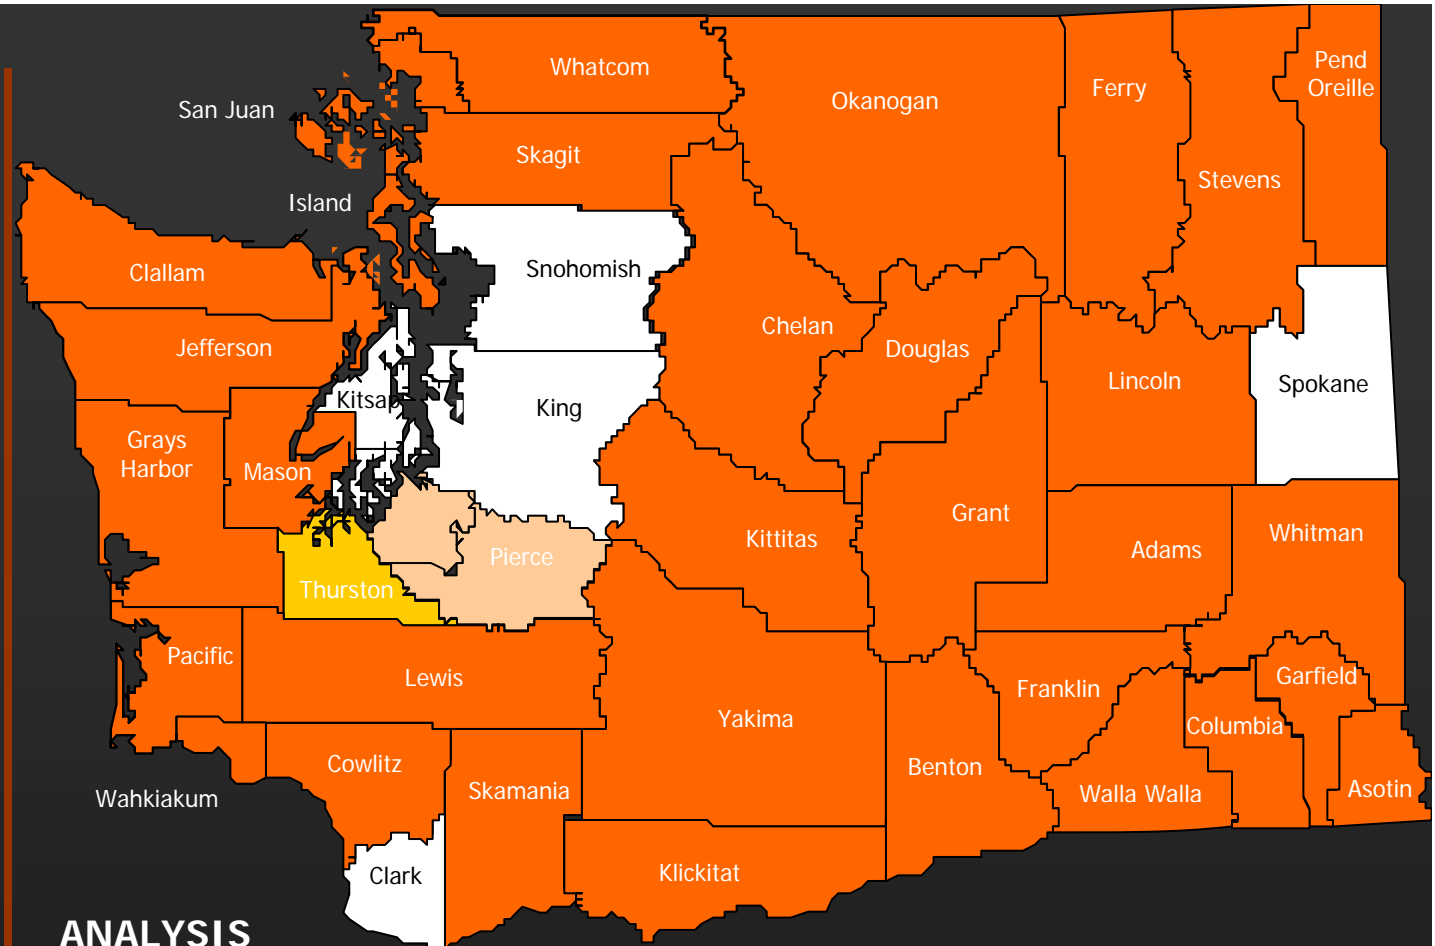 Whatcom
Okanogan
Ferry
Pend
Oreille
San Juan
Skagit
Stevens
Island
Clallam
Snohomish
Chelan
Jefferson
Douglas
Lincoln
Spokane
Kitsap
King
Grays
Harbor
Mason
Grant
Kittitas
Adams
Whitman
Pierce
Thurston
Pacific
Lewis
Franklin
Garfield
Yakima
Columbia
Cowlitz
Benton
Wahkiakum
Skamania
Walla Walla
Asotin
Clark
Klickitat
ANALYSIS